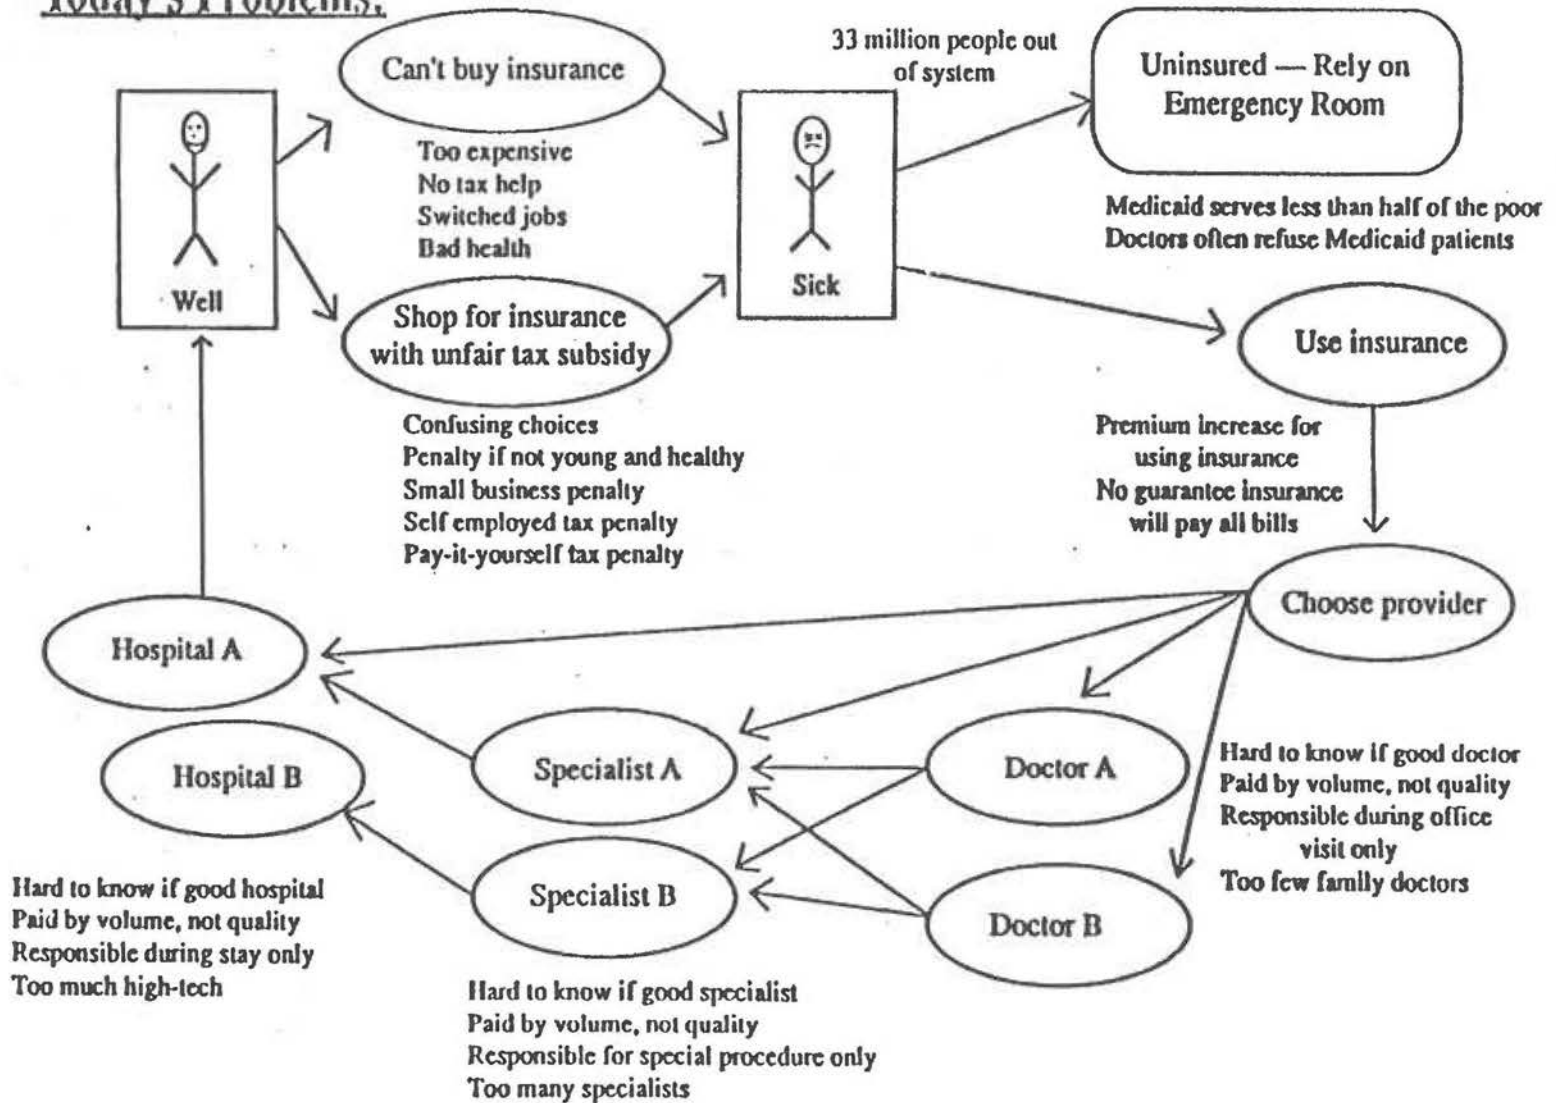 Today's Problems:
Can't buy insurance
Too expensive
No tax help
Switched jobs
Bad health
Well
Shop for insurance
with unfair tax subsidy
Confusing choices
Penalty if not young and healthy
Small business penalty
Self employed tax penalty
Pay-it-yourself tax penalty
Sick
33 million people out
of system
Uninsured — Rely on
Emergency Room
Medicaid serves less than half of the poor
Doctors often refuse Medicaid patients
Use insurance
Premium increase for
using insurance
No guarantee insurance
will pay all bills
Choose provider
Hospital A
Hospital B
Hard to know if good hospital
Paid by volume, not quality
Responsible during stay only
Too much high-tech
Specialist A
Specialist B
Hard to know if good specialist
Paid by volume, not quality
Responsible for special procedure only
Too many specialists
Doctor A
Doctor B
Hard to know if good doctor
Paid by volume, not quality
Responsible during office
visit only
Too few family doctors